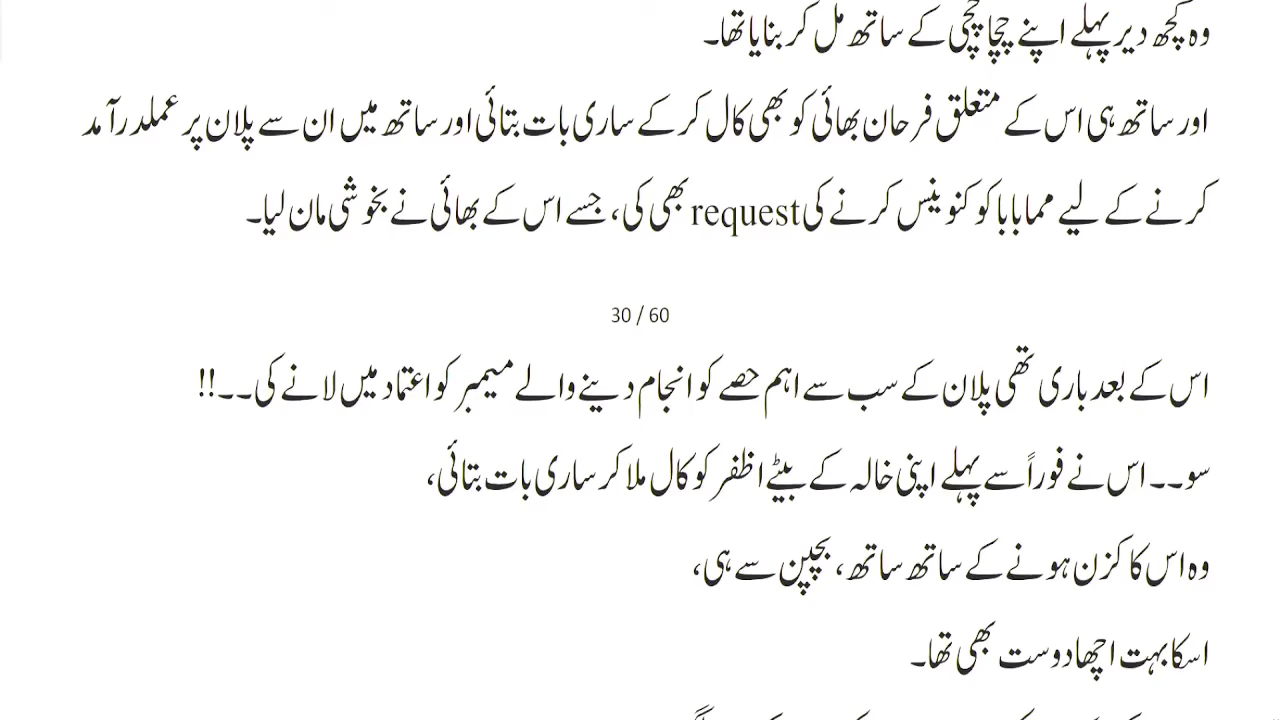 وہ کچھ دیر پہلے اپنے چچا چچی کے ساتھ مل کر بنایا تھا۔
اور ساتھ ہی اس کے متعلق فرحان بھائی کو بھی کال کر کے ساری بات بتائی اور ساتھ میں ان سے پلان پر عملدرآمد
کرنے کے لیے مما بابا کو کنوینس کرنے کی request بھی کی، جسے اس کے بھائی نے بخوشی مان لیا۔
30 / 60
اس کے بعد باری تھی پلان کے سب سے اہم حصے کو انجام دینے والے میمبر کو اعتماد میں لانے کی۔۔!!
سو۔۔ اس نے فوراً سے پہلے اپنی خالہ کے بیٹے اظفر کو کال ملا کر ساری بات بتائی،
وہ اس کا کزن ہونے کے ساتھ ساتھ، بچپن سے ہی،
اسکا بہت اچھا دوست بھی تھا۔